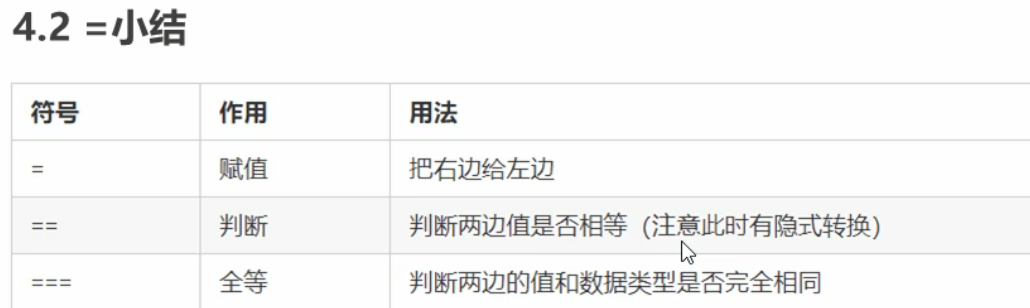 4.2 =小结
符号 作用 用法
= 赋值 把右边给左边
== 判断 判断两边值是否相等（注意此时有隐式转换）
=== 全等 判断两边的值和数据类型是否完全相同